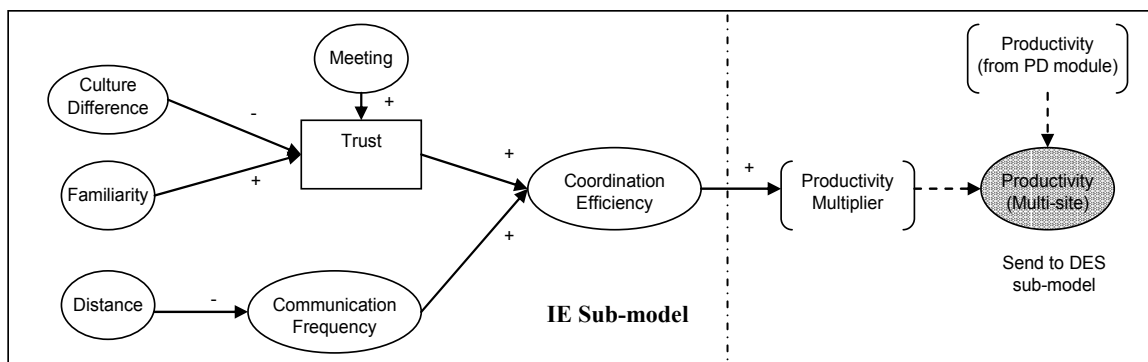 Meeting
+
Culture
Difference
-
Trust
Familiarity
+
+
Coordination
Efficiency
+
Distance
-
Communication
Frequency
+
IE Sub-model
Productivity
Multiplier
Productivity
(from PD module)
Productivity
(Multi-site)
Send to DES
sub-model